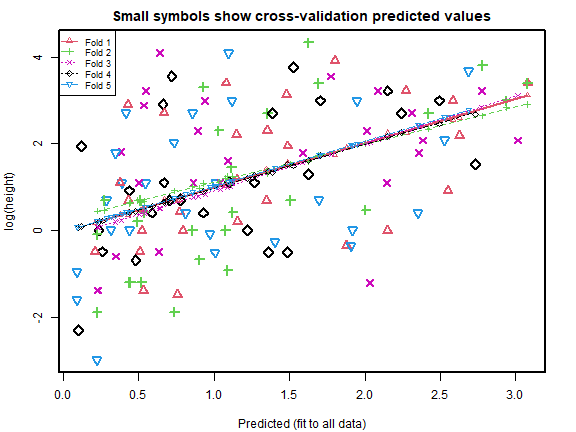 Small symbols show cross-validation predicted values
Fold 1
Fold 2
Fold 3
Fold 4
Fold 5
log(height)
4
2
0
-2
0.0 0.5 1.0 1.5 2.0 2.5 3.0
Predicted (fit to all data)